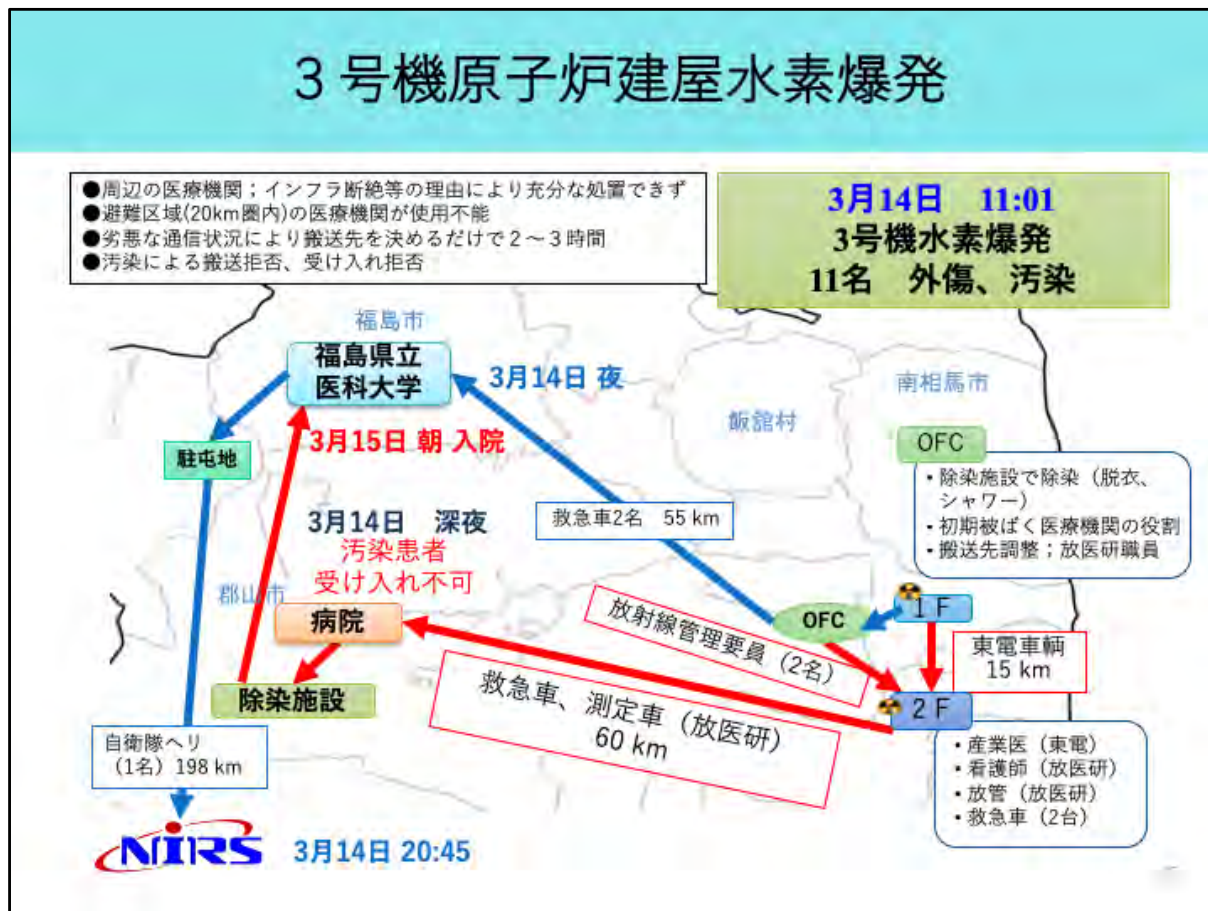 ３号機原子炉建屋水素爆発
●周辺の医療機関；インフラ断絶等の理由により充分な処置できず
●避難区域(20km圏内)の医療機関が使用不能
●劣悪な通信状況により搬送先を決めるだけで２～３時間
●汚染による搬送拒否、受け入れ拒否
3月14日　11:01
3号機水素爆発
11名　外傷、汚染
福島市
福島県立
医科大学
3月14日 夜
飯舘村
南相馬市
駐屯地
3月15日 朝 入院
OFC
・除染施設で除染（脱衣、
シャワー）
・初期被ばく医療機関の役割
・搬送先調整；放医研職員
救急車2名　55 km
3月14日　深夜
汚染患者
受け入れ不可
郡山市
病院
除染施設
放射線管理要員（2名）
OFC
１F
東電車輌
15 km
２F
救急車、測定車（放医研）
60 km
・産業医（東電）
・看護師（放医研）
・放管（放医研）
・救急車（2台）
自衛隊ヘリ
（1名）198 km
NIRS
3月14日 20:45